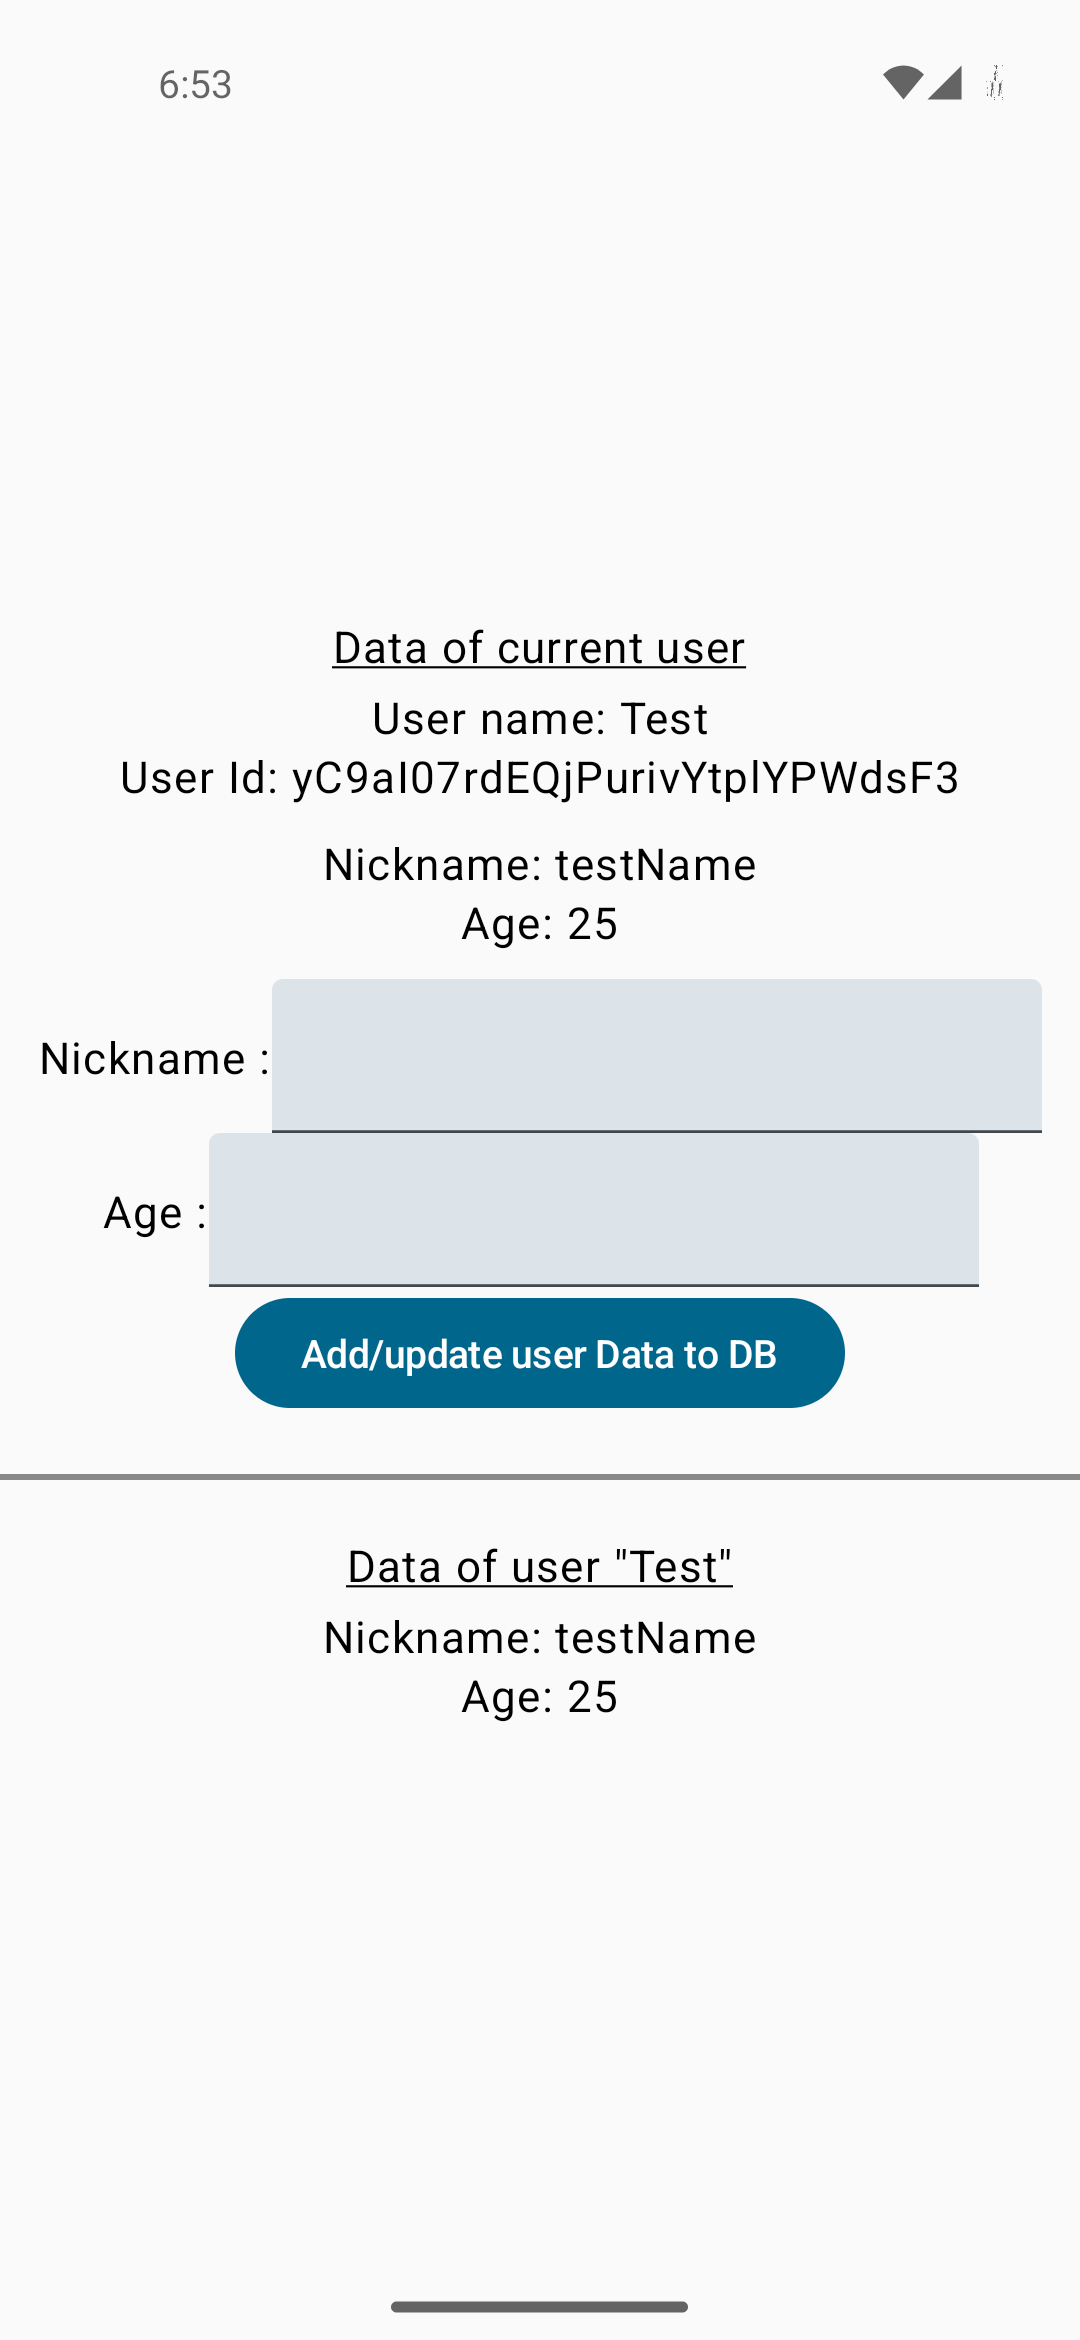 6:53
Data of current user
User name: Test
User Id: yC9aI07rdEQjPurivYtplYPWdsF3
Nickname: testName
Age: 25
Nickname :
Age :
Add/update user Data to DB
Data of user "Test"
Nickname: testName
Age: 25